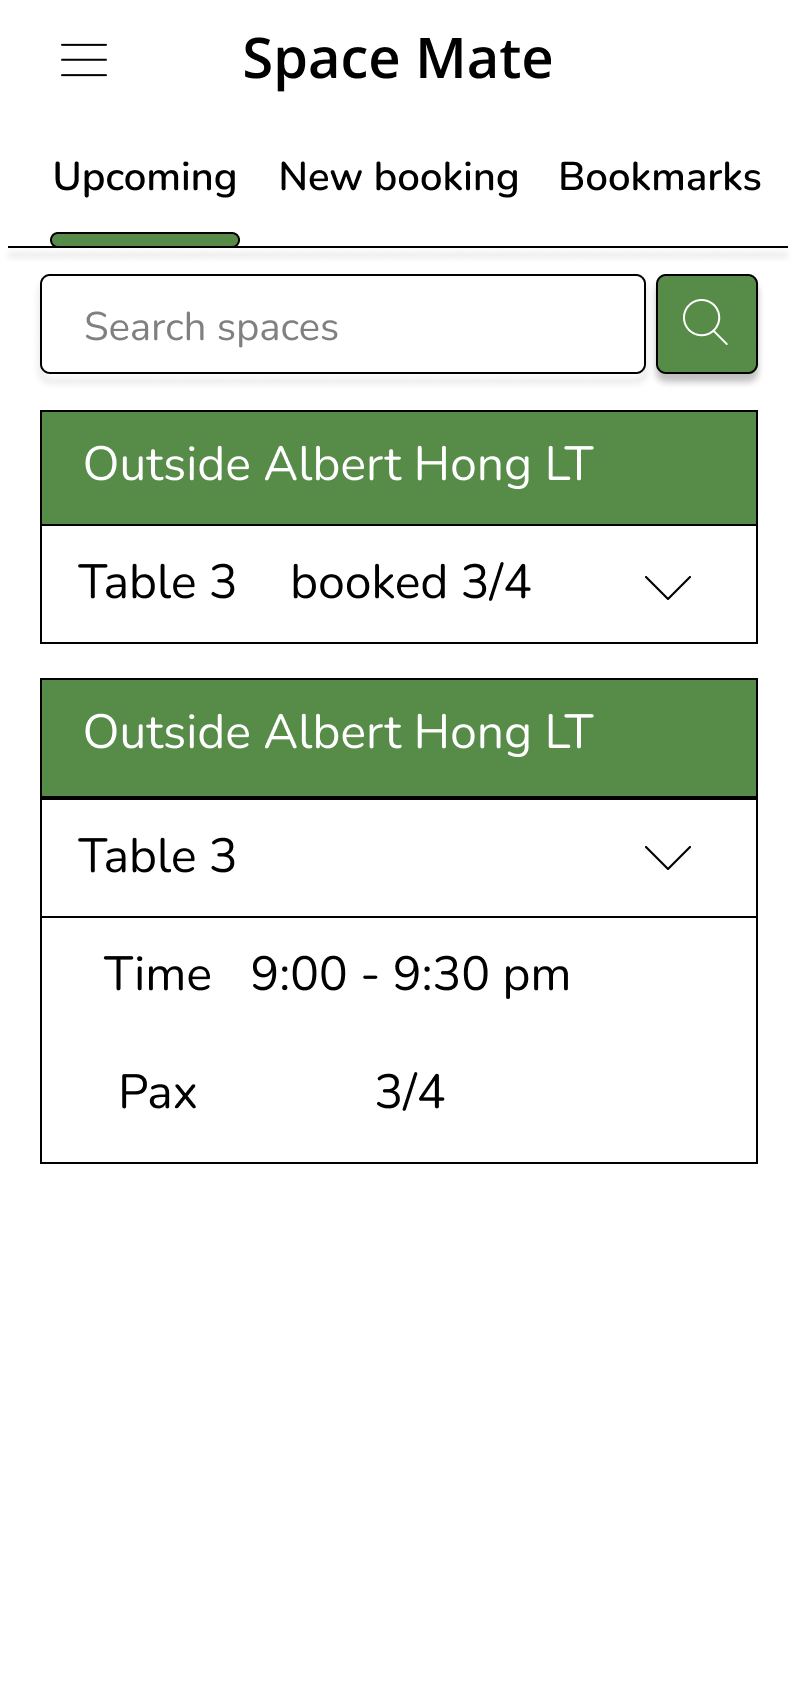 Space Mate
Upcoming New booking Bookmarks
Search spaces
Outside Albert Hong LT
Table 3 booked 3/4
Outside Albert Hong LT
Table 3
Time 9:00 - 9:30 pm
Pax 3/4